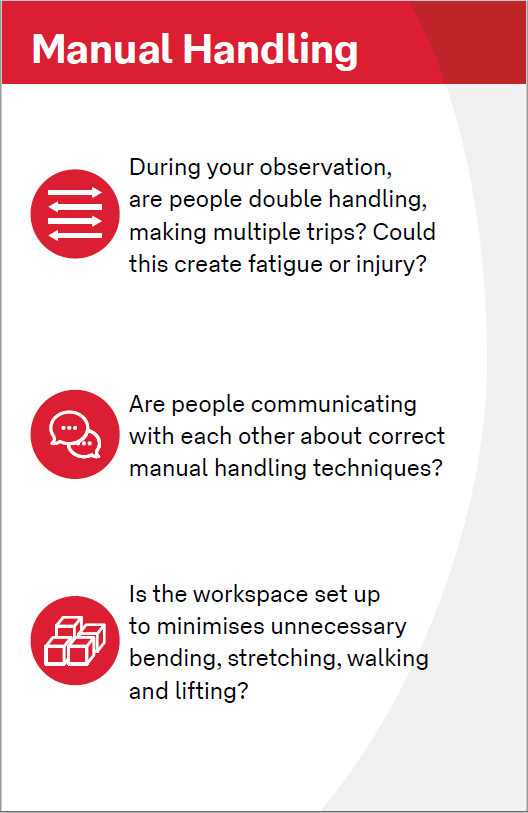 Manual Handling
During your observation,
are people double handling,
making multiple trips? Could
this create fatigue or injury?
Are people communicating
with each other about correct
manual handling techniques?
Is the workspace set up
to minimises unnecessary
bending, stretching, walking
and lifting?